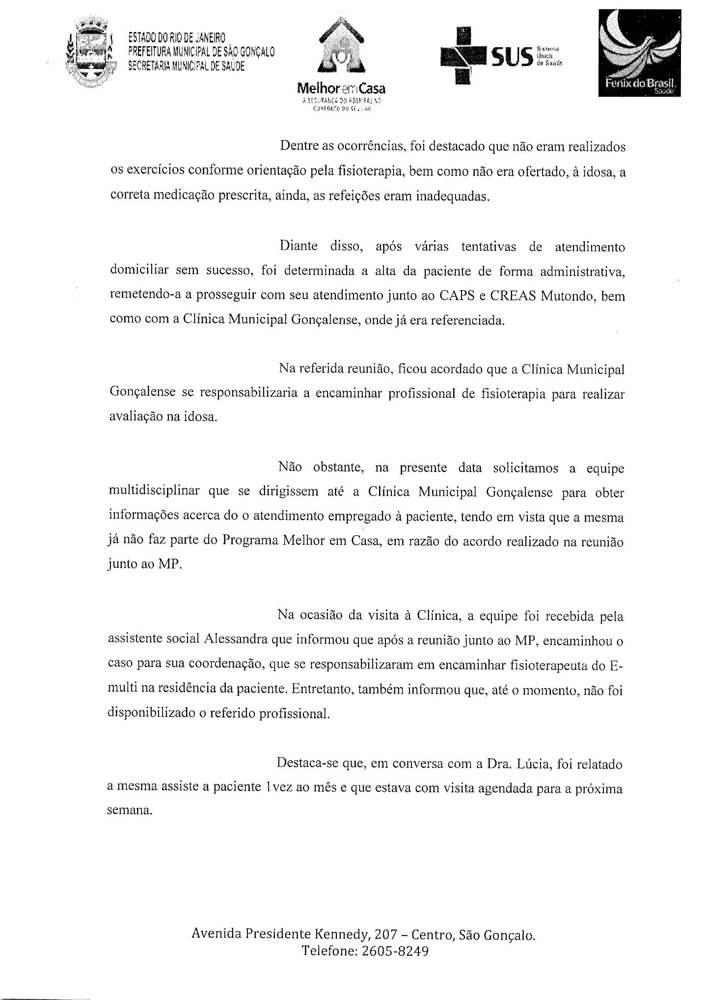 ESTADO DO RIO DE JANEIRO
PREFEITURA MUNICIPAL DE SÃO GONÇALO
SECRETARIA MUNICIPAL DE SAÚDE
Melhor em Casa
A SEGURANÇA DO HOSPITAL NO
CONFORTO DO SEU LAR
SUS Sistema
Único
de Saúde
Fenix do Brasil
Saúde
Dentre as ocorrências, foi destacado que não eram realizados
os exercícios conforme orientação pela fisioterapia, bem como não era ofertado, à idosa, a
correta medicação prescrita, ainda, as refeições eram inadequadas.
Diante disso, após várias tentativas de atendimento
domiciliar sem sucesso, foi determinada a alta da paciente de forma administrativa,
remetendo-a a prosseguir com seu atendimento junto ao CAPS e CREAS Mutondo, bem
como com a Clínica Municipal Gonçalense, onde já era referenciada.
Na referida reunião, ficou acordado que a Clínica Municipal
Gonçalense se responsabilizaria a encaminhar profissional de fisioterapia para realizar
avaliação na idosa.
Não obstante, na presente data solicitamos a equipe
multidisciplinar que se dirigissem até a Clínica Municipal Gonçalense para obter
informações acerca do o atendimento empregado à paciente, tendo em vista que a mesma
já não faz parte do Programa Melhor em Casa, em razão do acordo realizado na reunião
junto ao MP.
Na ocasião da visita à Clínica, a equipe foi recebida pela
assistente social Alessandra que informou que após a reunião junto ao MP, encaminhou o
caso para sua coordenação, que se responsabilizaram em encaminhar fisioterapeuta do E-
multi na residência da paciente. Entretanto, também informou que, até o momento, não foi
disponibilizado o referido profissional.
Destaca-se que, em conversa com a Dra. Lúcia, foi relatado
a mesma assiste a paciente 1vez ao mês e que estava com visita agendada para a próxima
semana.
Avenida Presidente Kennedy, 207 – Centro, São Gonçalo.
Telefone: 2605-8249